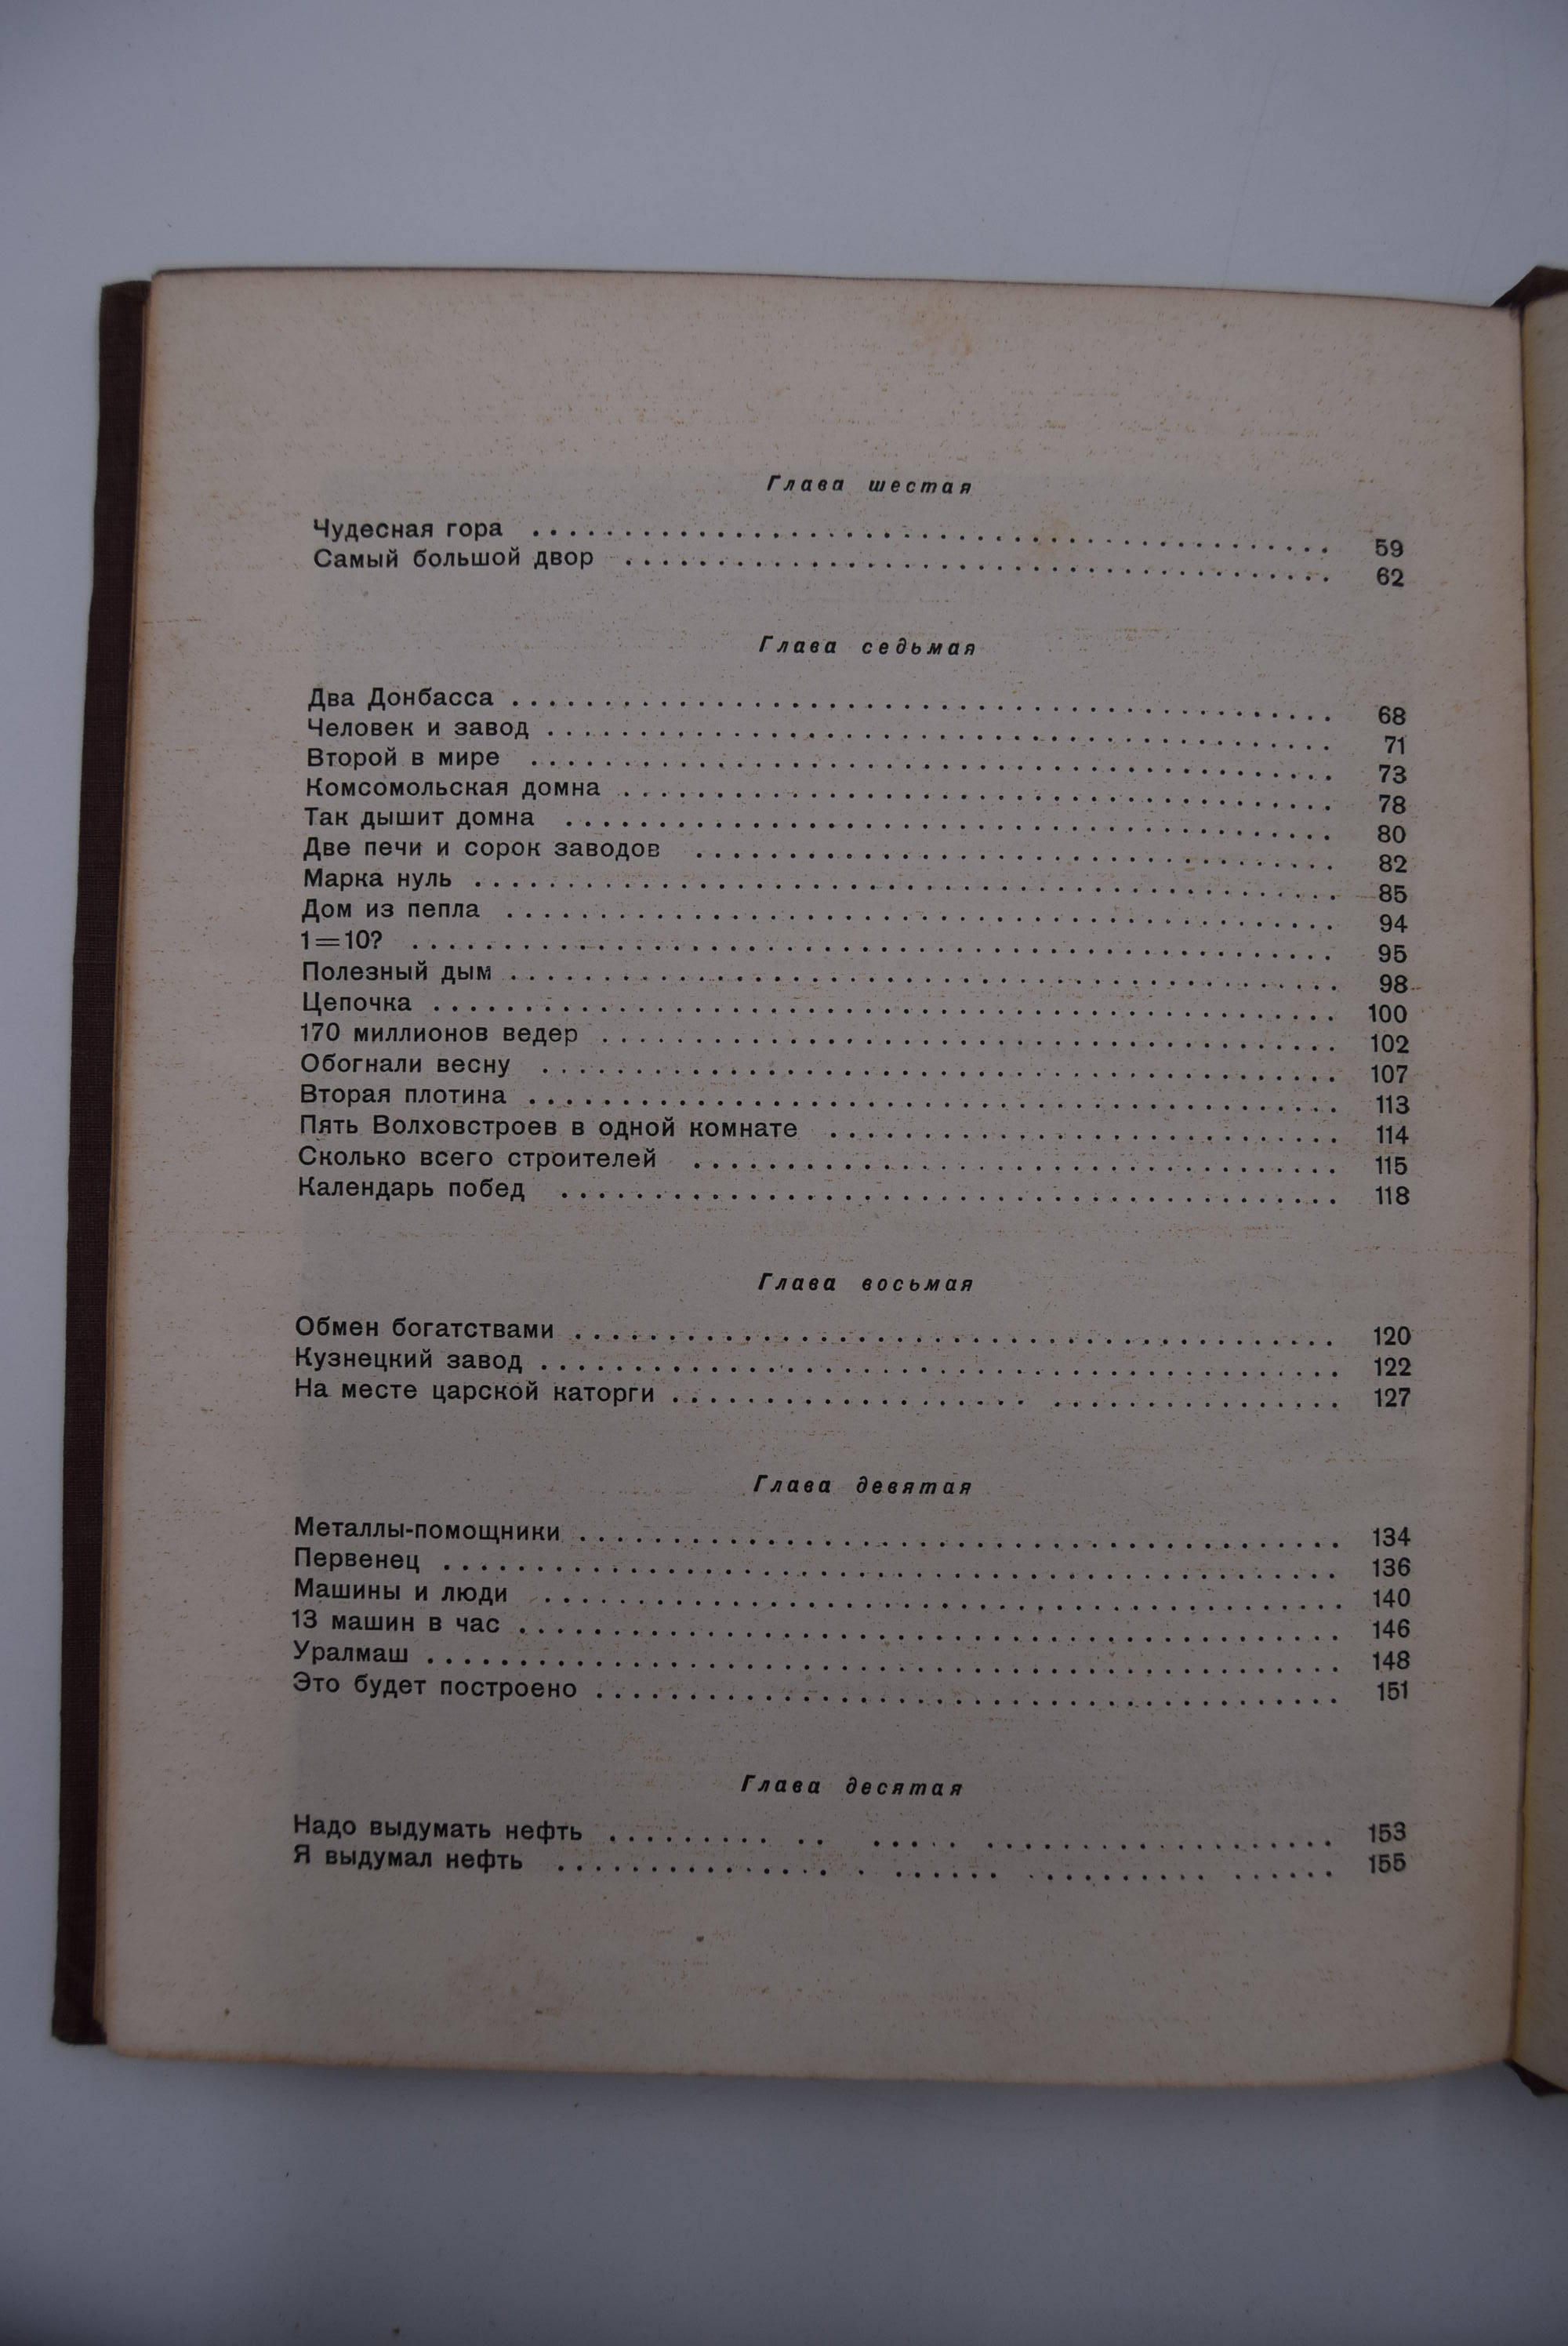 Глава шестая
Чудесная гора 59
Самый большой двор 62
Глава седьмая
Два Донбасса 68
Человек и завод 71
Второй в мире 73
Комсомольская домна 78
Так дышит домна 80
Две печи и сорок заводов 82
Марка нуль 85
Дом из пепла 94
1=10? 95
Полезный дым 98
Цепочка 100
170 миллионов ведер 102
Обогнали весну 107
Вторая плотина 113
Пять Волховстроев в одной комнате 114
Сколько всего строителей 115
Календарь побед 118
Глава восьмая
Обмен богатствами 120
Кузнецкий завод 122
На месте царской каторги 127
Глава девятая
Металлы-помощники 134
Первенец 136
Машины и люди 140
13 машин в час 146
Уралмаш 148
Это будет построено 151
Глава десятая
Надо выдумать нефть 153
Я выдумал нефть 155